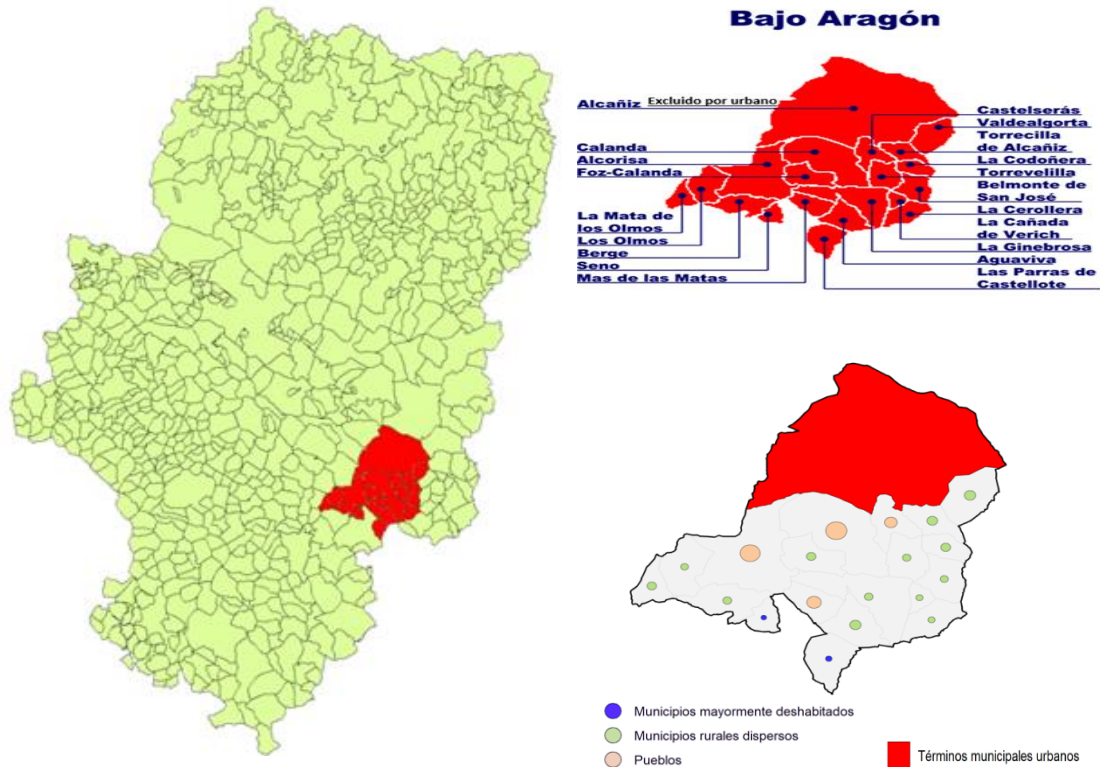 Bajo Aragón
Alcañiz Excluido por urbano
Calanda
Alcorisa
Foz-Calanda
La Mata de
los Olmos
Los Olmos
Berge
Seno
Mas de las Matas
Castelserás
Valdealgorta
Torrecilla
de Alcañiz
La Codoñera
Torrevelilla
Belmonte de
San José
La Cerollera
La Cañada
de Verich
La Ginebrosa
Aguaviva
Las Parras de
Castellote
Municipios mayormente deshabitados
Municipios rurales dispersos
Pueblos
Términos municipales urbanos